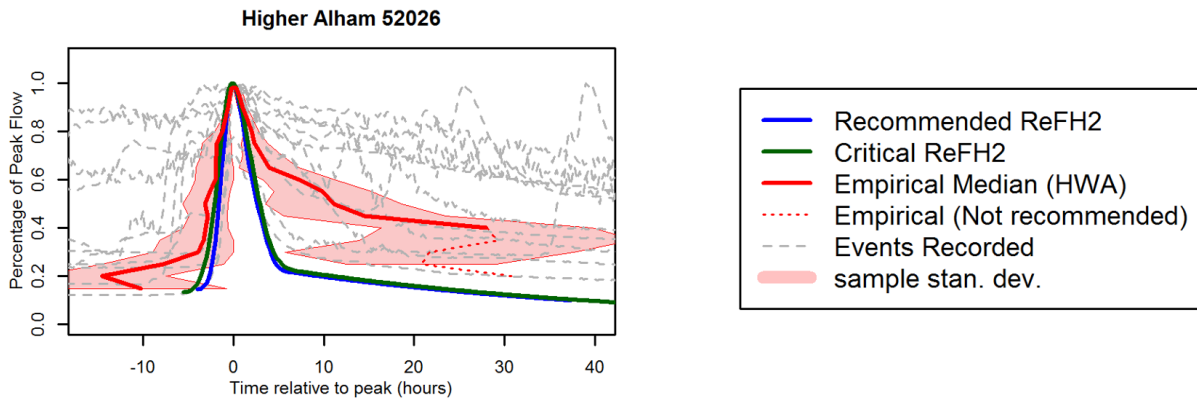 Higher Alham 52026
Percentage of Peak Flow
1.0
0.8
0.6
0.4
0.2
0.0
-10 0 10 20 30 40
Time relative to peak (hours)
Recommended ReFH2
Critical ReFH2
Empirical Median (HWA)
Empirical (Not recommended)
Events Recorded
sample stan. dev.